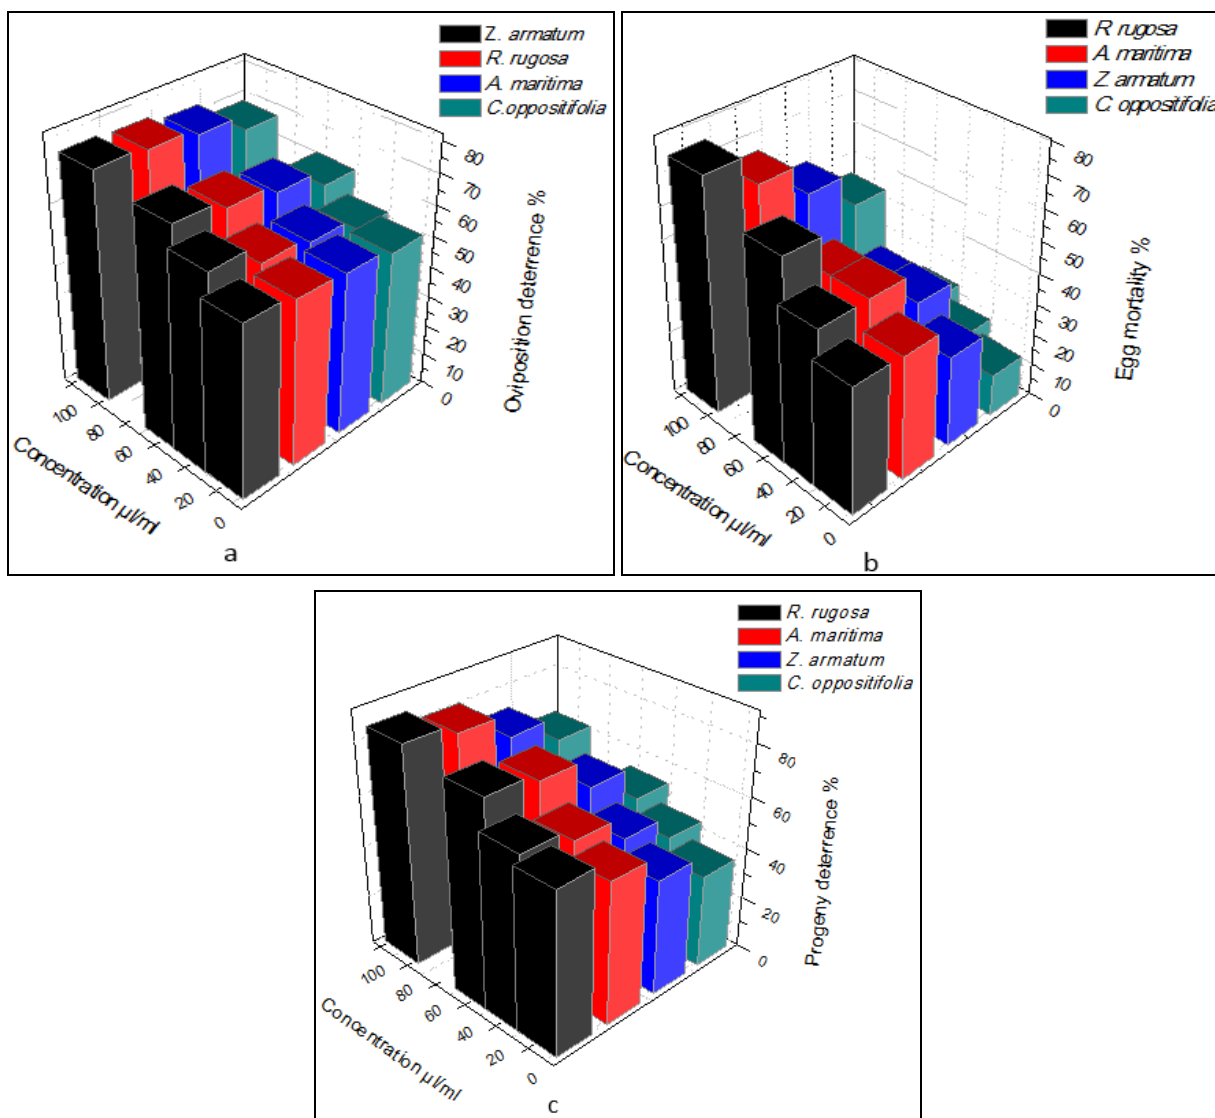 Z. armatum
R. rugosa
A. maritima
C.oppositifolia
80
70
60
50
40
30
20
10
0
Oviposition deterrence %
100
80
60
40
20
0
Concentration µl/ml
a
R rugosa
A. maritima
Z armatum
C oppositifolia
80
70
60
50
40
30
20
10
0
Egg mortality %
100
80
60
40
20
0
Concentration µl/ml
b
R. rugosa
A. maritima
Z. armatum
C. oppositifolia
80
60
40
20
0
Progeny deterrence %
100
80
60
40
20
0
Concentration µl/ml
c